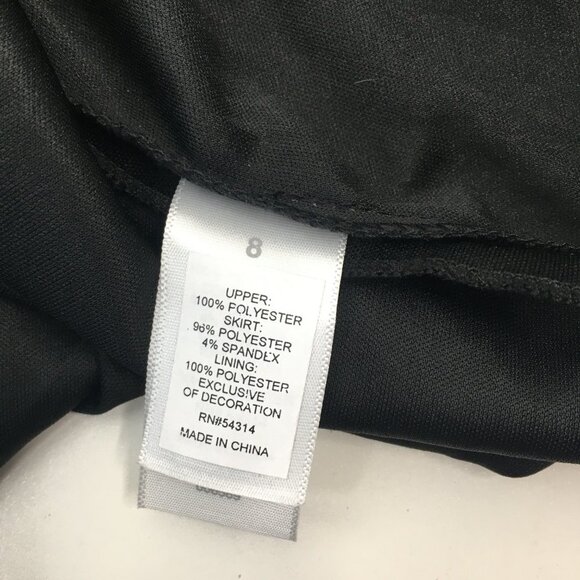 8
UPPER:
100% POLYESTER
SKIRT:
96% POLYESTER
4% SPANDEX
LINING:
100% POLYESTER
EXCLUSIVE
OF DECORATION
RN#54314
MADE IN CHINA